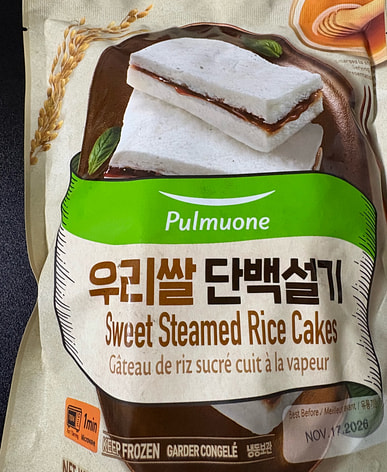 Pulmuone
우리쌀 단백설기
Sweet Steamed Rice Cakes
Gâteau de riz sucré cuit à la vapeur
Best Before / Meilleur avant /
NOV.17.2026
1min
KEEP FROZEN GARDER CONGELÉ 냉동보관